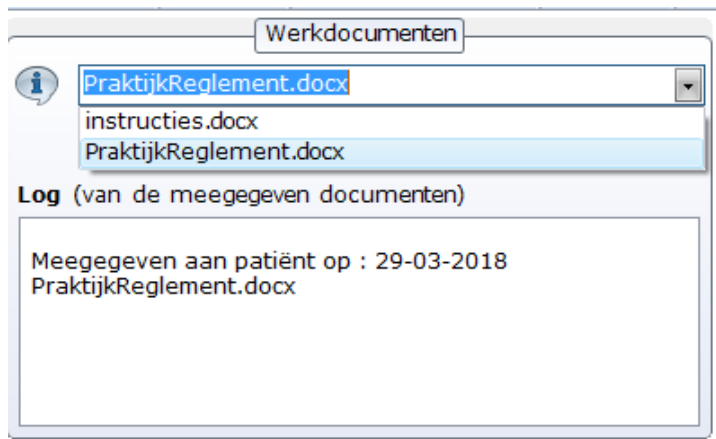 Werkdocumenten
PraktijkReglement.docx
instructies.docx
PraktijkReglement.docx
Log (van de meegegeven documenten)
Meegegeven aan patiënt op : 29-03-2018
PraktijkReglement.docx